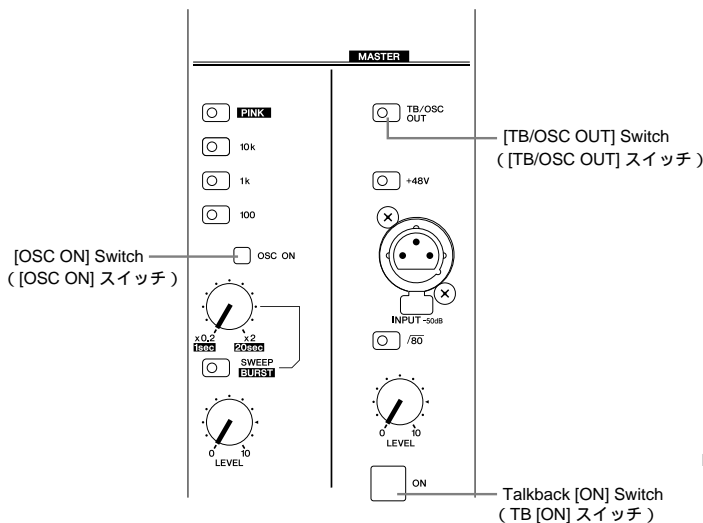 MASTER
PINK
10k
1k
100
OSC ON
x0.2
x2
1sec
20sec
SWEEP
BURST
0
10
LEVEL
TB/OSC
OUT
+48V
INPUT -50dB
/80
0
10
LEVEL
ON
[OSC ON] Switch
( [OSC ON] スイッチ )
[TB/OSC OUT] Switch
( [TB/OSC OUT] スイッチ )
Talkback [ON] Switch
( TB [ON] スイッチ )